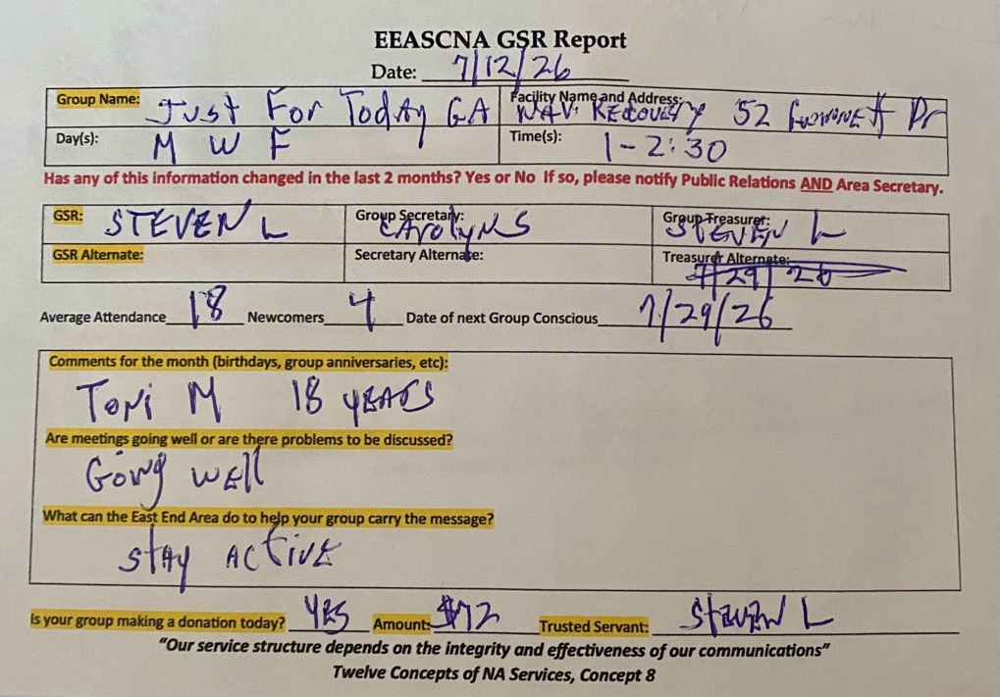 EEASCNA GSR Report
Date: 7/12/26
Group Name: Just For Today GA Facility Name and Address: NAV. RECOVERY 52 Gwinnett Dr
Day(s): M W F Time(s): 1-2:30
Has any of this information changed in the last 2 months? Yes or No If so, please notify Public Relations AND Area Secretary.
GSR: STEVEN L Group Secretary: CArolyn S Group Treasurer: STEVEN L
GSR Alternate: Secretary Alternate: Treasurer Alternate: 7/29/26
Average Attendance 18 Newcomers 4 Date of next Group Conscious 7/29/26
Comments for the month (birthdays, group anniversaries, etc):
Toni M 18 yEArS
Are meetings going well or are there problems to be discussed?
Going well
What can the East End Area do to help your group carry the message?
stAy ActivE
Is your group making a donation today? YES Amount: $72 Trusted Servant: StEvEN L
"Our service structure depends on the integrity and effectiveness of our communications"
Twelve Concepts of NA Services, Concept 8